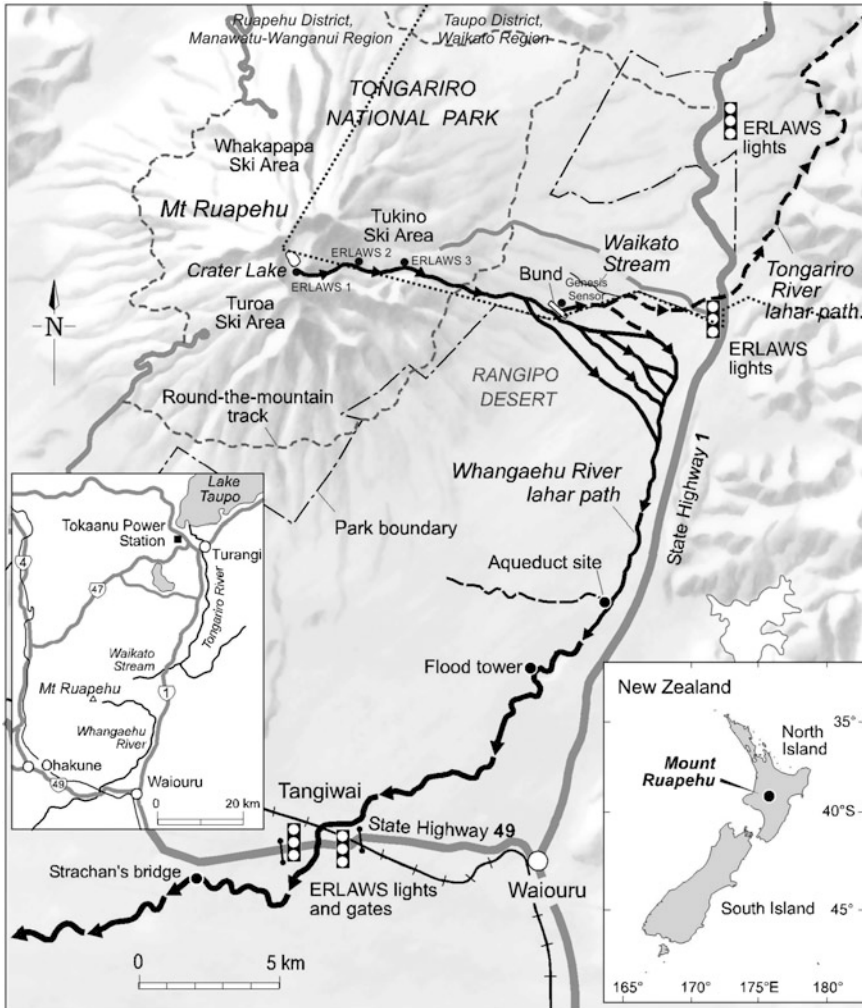 Ruapehu District,
Manawatu-Wanganui Region
Taupo District,
Waikato Region
TONGARIRO
NATIONAL PARK
Whakapapa
Ski Area
ERLAWS
lights
Mt Ruapehu
Tukino
Ski Area
Waikato
Stream
ERLAWS 2
ERLAWS 3
Crater Lake
ERLAWS 1
Bund
Genesis
Sensor
Tongariro
River
lahar path
Turoa
Ski Area
N
ERLAWS
lights
RANGIPO
DESERT
Round-the-mountain
track
State Highway 1
Whangaehu River
lahar path
Park boundary
Aqueduct site
Flood tower
Tangiwai
State Highway 49
Strachan's bridge
ERLAWS lights
and gates
Waiouru
0 5 km
Lake
Taupo
Tokaanu Power
Station
Turangi
4
47
Tongariro River
Waikato
Stream
Mt Ruapehu
1
Whangaehu
River
Ohakune
49
Waiouru
0 20 km
New Zealand
35°
North
Island
Mount
Ruapehu
40°S
South Island
45°
165° 170° 175°E 180°